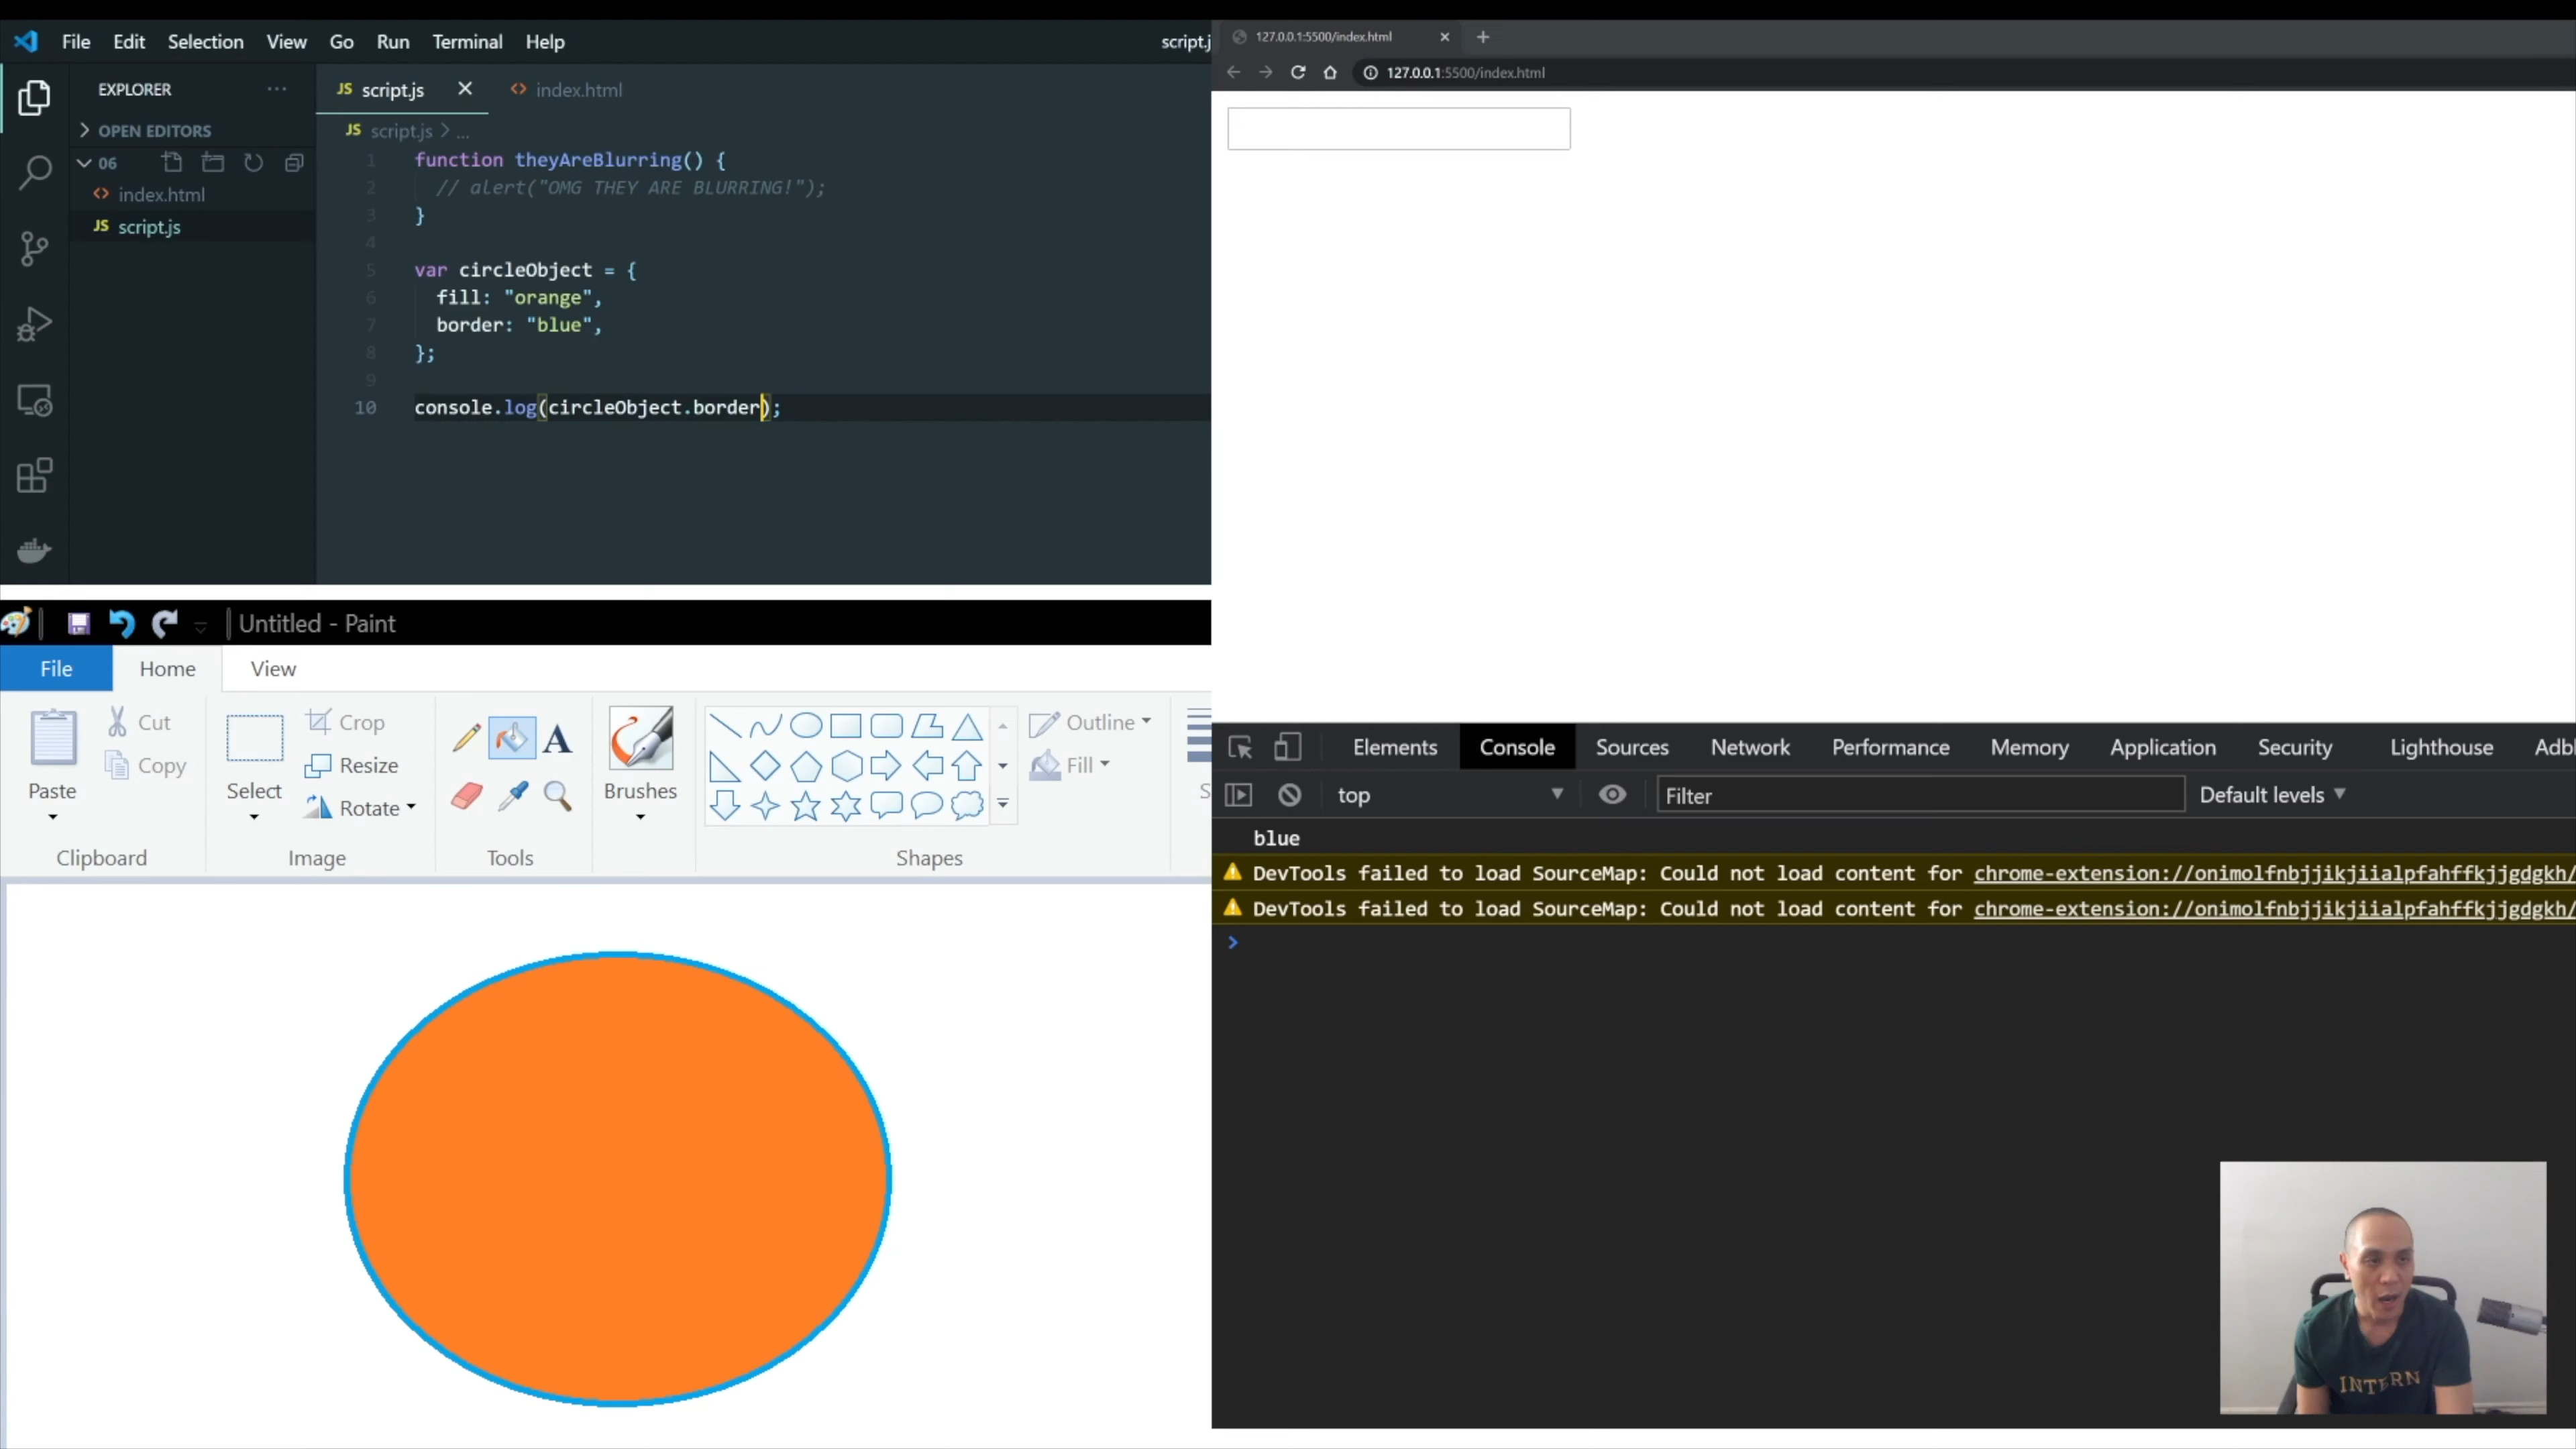 File Edit Selection View Go Run Terminal Help
script.j
EXPLORER
OPEN EDITORS
06
index.html
JS script.js
JS script.js
index.html
JS script.js > ...
1 function theyAreBlurring() {
2 // alert("OMG THEY ARE BLURRING!");
3 }
4
5 var circleObject = {
6 fill: "orange",
7 border: "blue",
8 };
9
10 console.log(circleObject.border);
127.0.0.1:5500/index.html
127.0.0.1:5500/index.html
Untitled - Paint
File Home View
Paste
Cut
Copy
Clipboard
Select
Crop
Resize
Rotate
Image
A
Tools
Brushes
Outline
Fill
Shapes
S
Elements Console Sources Network Performance Memory Application Security Lighthouse Adb
top
Filter
Default levels
blue
DevTools failed to load SourceMap: Could not load content for chrome-extension://onimolfnbjjikjiialpfahffkjjgdgkh/
DevTools failed to load SourceMap: Could not load content for chrome-extension://onimolfnbjjikjiialpfahffkjjgdgkh/
>
INTERN